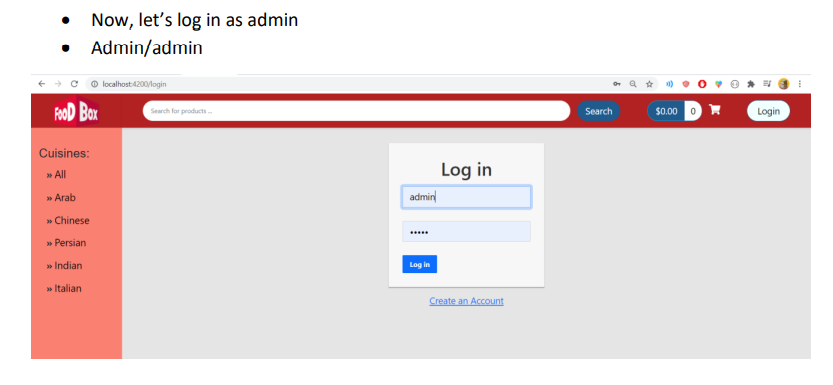 • Now, let’s log in as admin
• Admin/admin
localhost:4200/login
FooD Box
Search for products ...
Search
$0.00 0
Login
Cuisines:
» All
» Arab
» Chinese
» Persian
» Indian
» Italian
Log in
admin
•••••
Log in
Create an Account